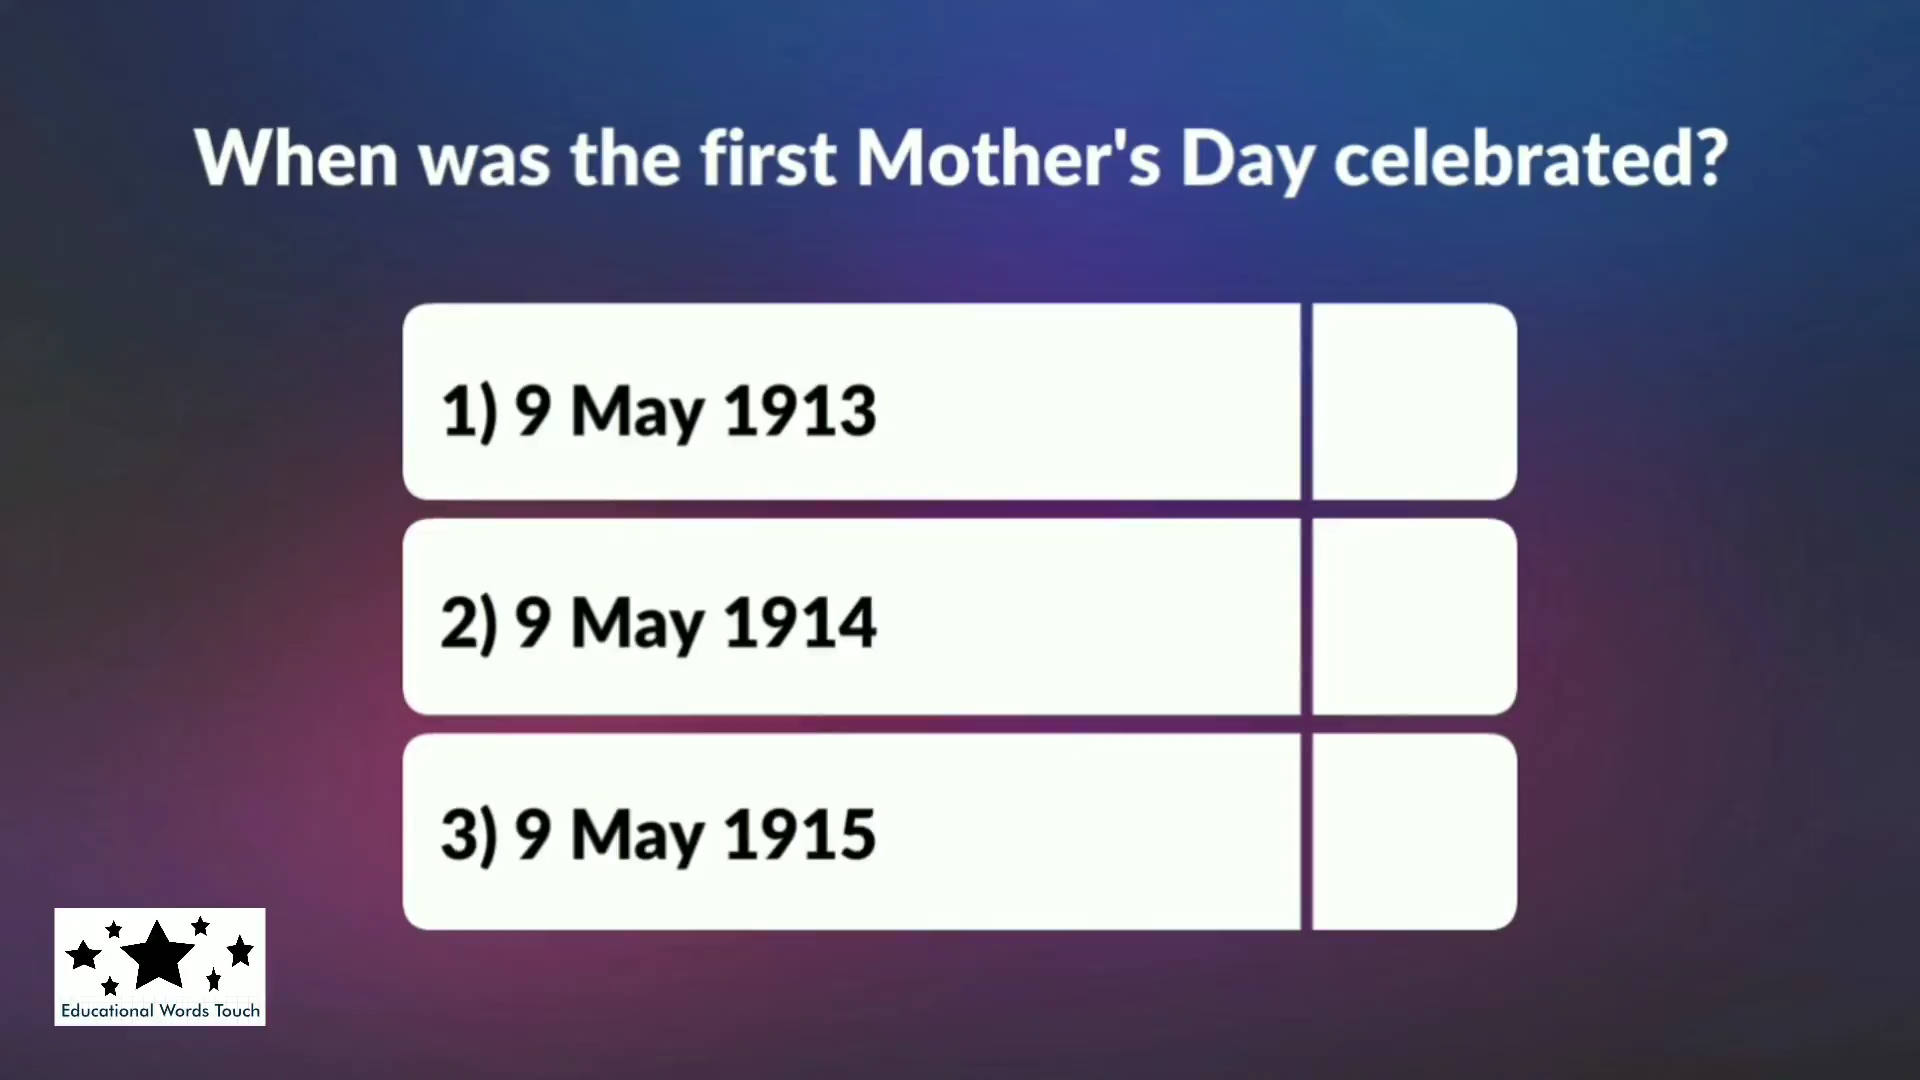 When was the first Mother's Day celebrated?
1) 9 May 1913
2) 9 May 1914
3) 9 May 1915
Educational Words Touch